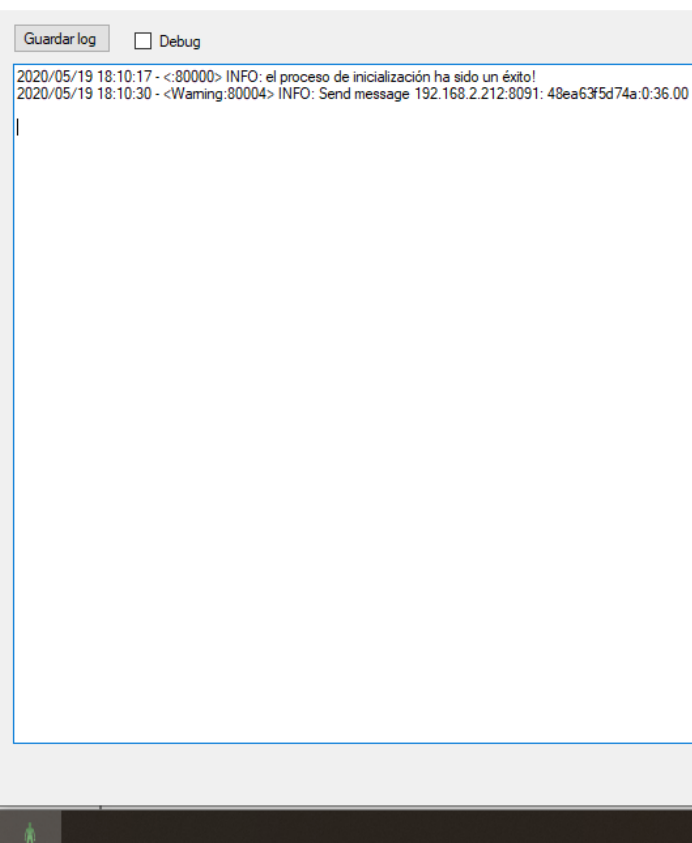 Guardar log
Debug
2020/05/19 18:10:17 - <:80000> INFO: el proceso de inicialización ha sido un éxito!
2020/05/19 18:10:30 - <Warning:80004> INFO: Send message 192.168.2.212:8091: 48ea63f5d74a:0:36.00